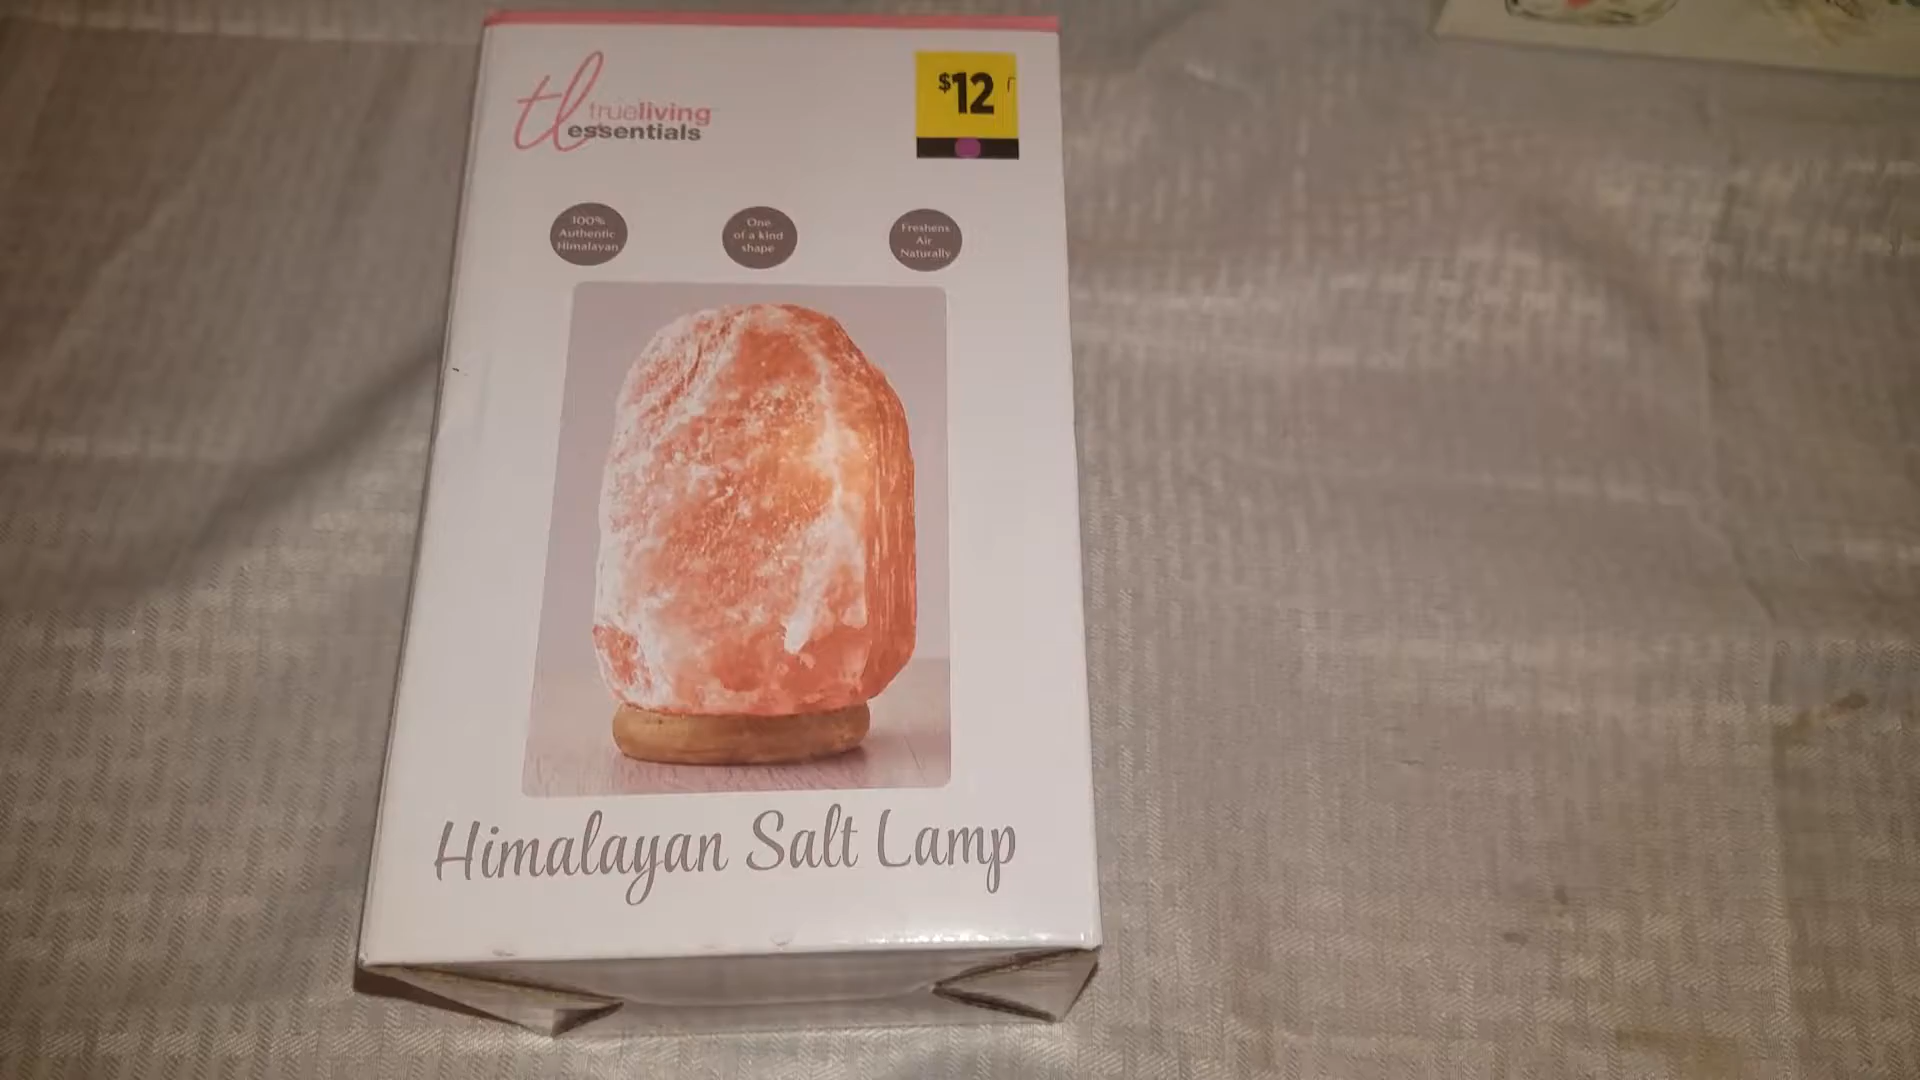 tl
trueliving
essentials
$12
100%
Authentic
Himalayan
One
of a kind
shape
Freshens
Air
Naturally
Himalayan Salt Lamp